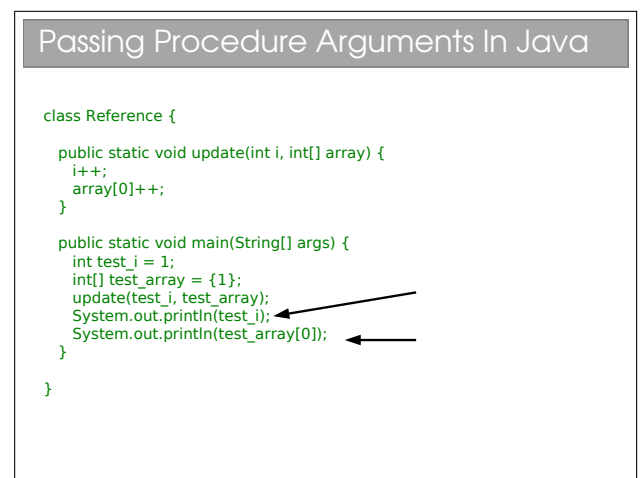 Passing Procedure Arguments In Java
class Reference {
public static void update(int i, int[] array) {
i++;
array[0]++;
}
public static void main(String[] args) {
int test_i = 1;
int[] test_array = {1};
update(test_i, test_array);
System.out.println(test_i);
System.out.println(test_array[0]);
}
}